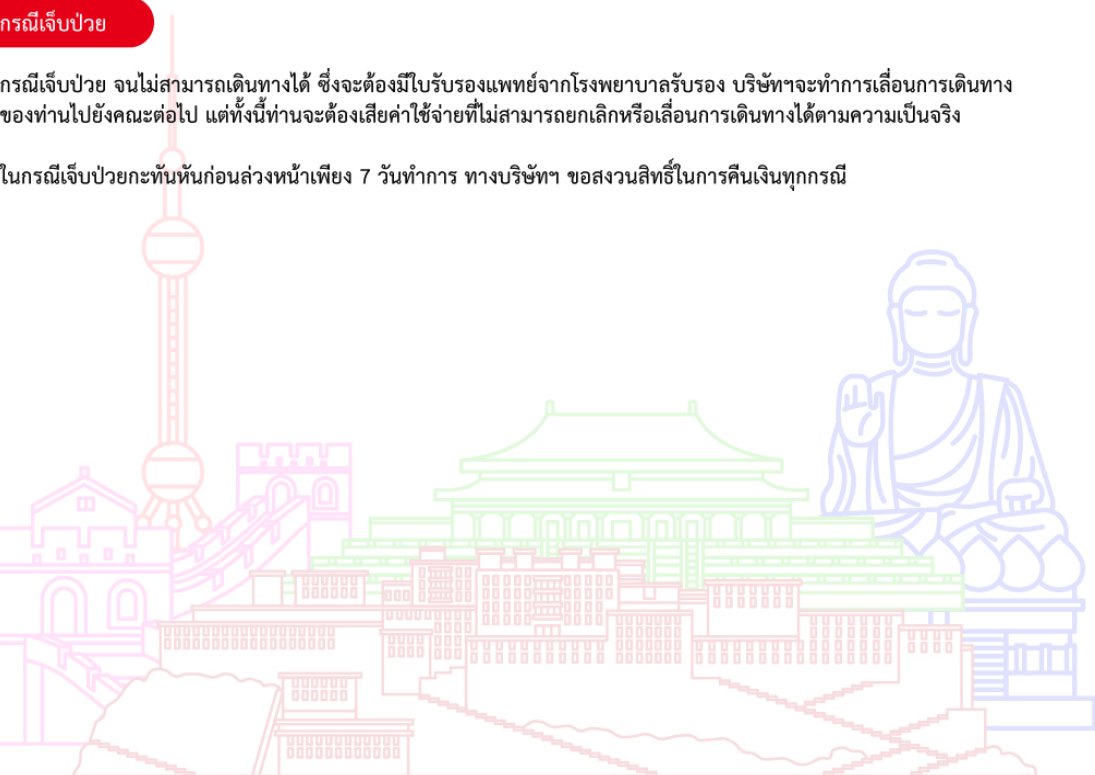 กรณีเจ็บป่วย
กรณีเจ็บป่วย จนไม่สามารถเดินทางได้ ซึ่งจะต้องมีใบรับรองแพทย์จากโรงพยาบาลรับรอง บริษัทฯจะทำการเลื่อนการเดินทาง
ของท่านไปยังคณะต่อไป แต่ทั้งนี้ท่านจะต้องเสียค่าใช้จ่ายที่ไม่สามารถยกเลิกหรือเลื่อนการเดินทางได้ตามความเป็นจริง
ในกรณีเจ็บป่วยกะทันหันก่อนล่วงหน้าเพียง 7 วันทำการ ทางบริษัทฯ ขอสงวนสิทธิ์ในการคืนเงินทุกกรณี